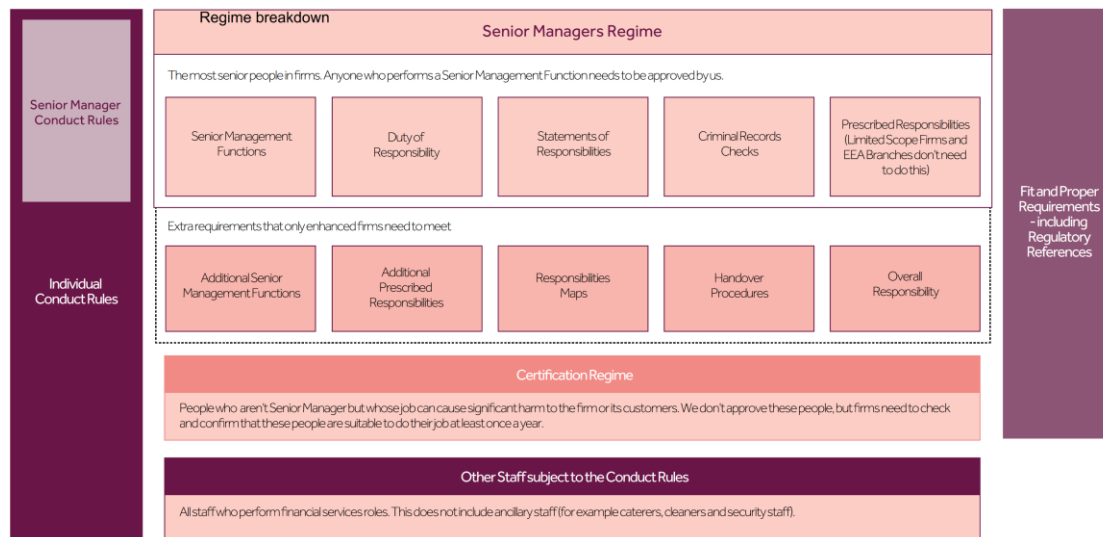 Regime breakdown
Senior Managers Regime
Senior Manager
Conduct Rules
Individual
Conduct Rules
The most senior people in firms. Anyone who performs a Senior Management Function needs to be approved by us.
Senior Management
Functions
Duty of
Responsibility
Statements of
Responsibilities
Criminal Records
Checks
Prescribed Responsibilities
(Limited Scope Firms and
EEA Branches don't need
to do this)
Extra requirements that only enhanced firms need to meet
Additional Senior
Management Functions
Additional
Prescribed
Responsibilities
Responsibilities
Maps
Handover
Procedures
Overall
Responsibility
Certification Regime
People who aren't Senior Manager but whose job can cause significant harm to the firm or its customers. We don't approve these people, but firms need to check
and confirm that these people are suitable to do their job at least once a year.
Other Staff subject to the Conduct Rules
All staff who perform financial services roles. This does not include ancillary staff (for example caterers, cleaners and security staff).
Fit and Proper
Requirements
- including
Regulatory
References